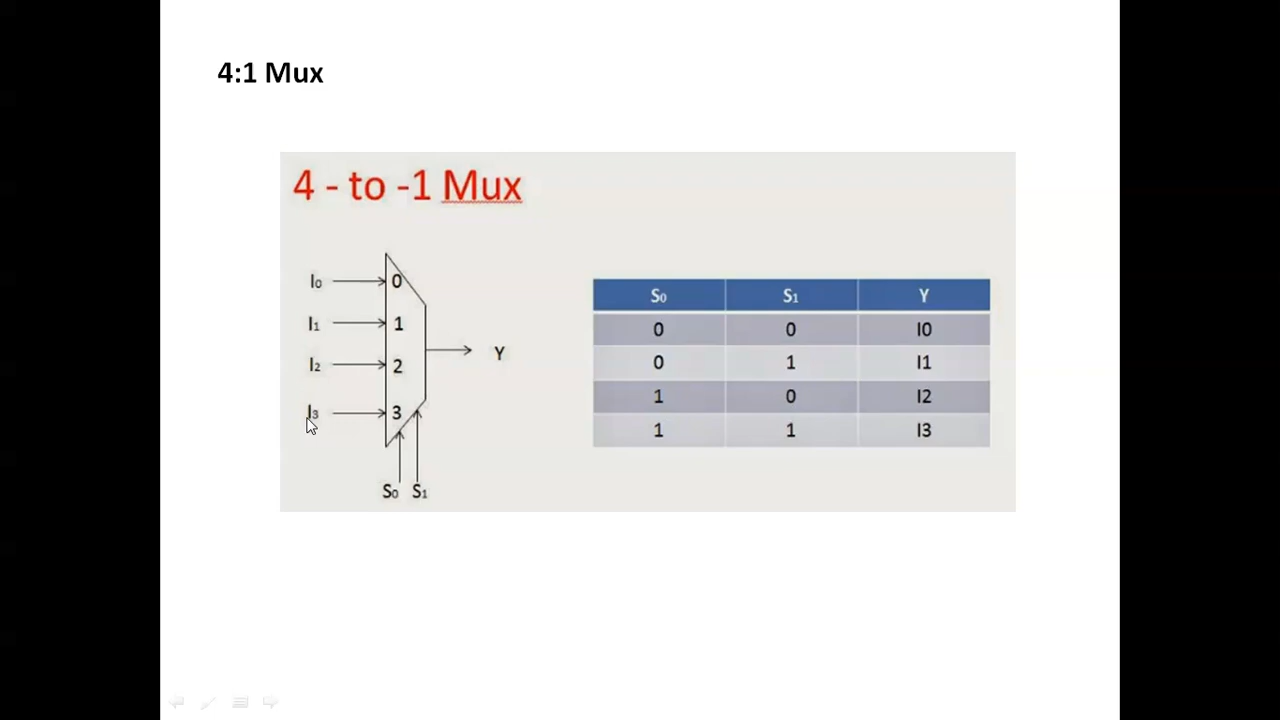 4:1 Mux
4 - to -1 Mux
I₀ 0
I₁ 1
I₂ 2
Y
I₃ 3
S₀ S₁
S₀ S₁ Y
0 0 I0
0 1 I1
1 0 I2
1 1 I3